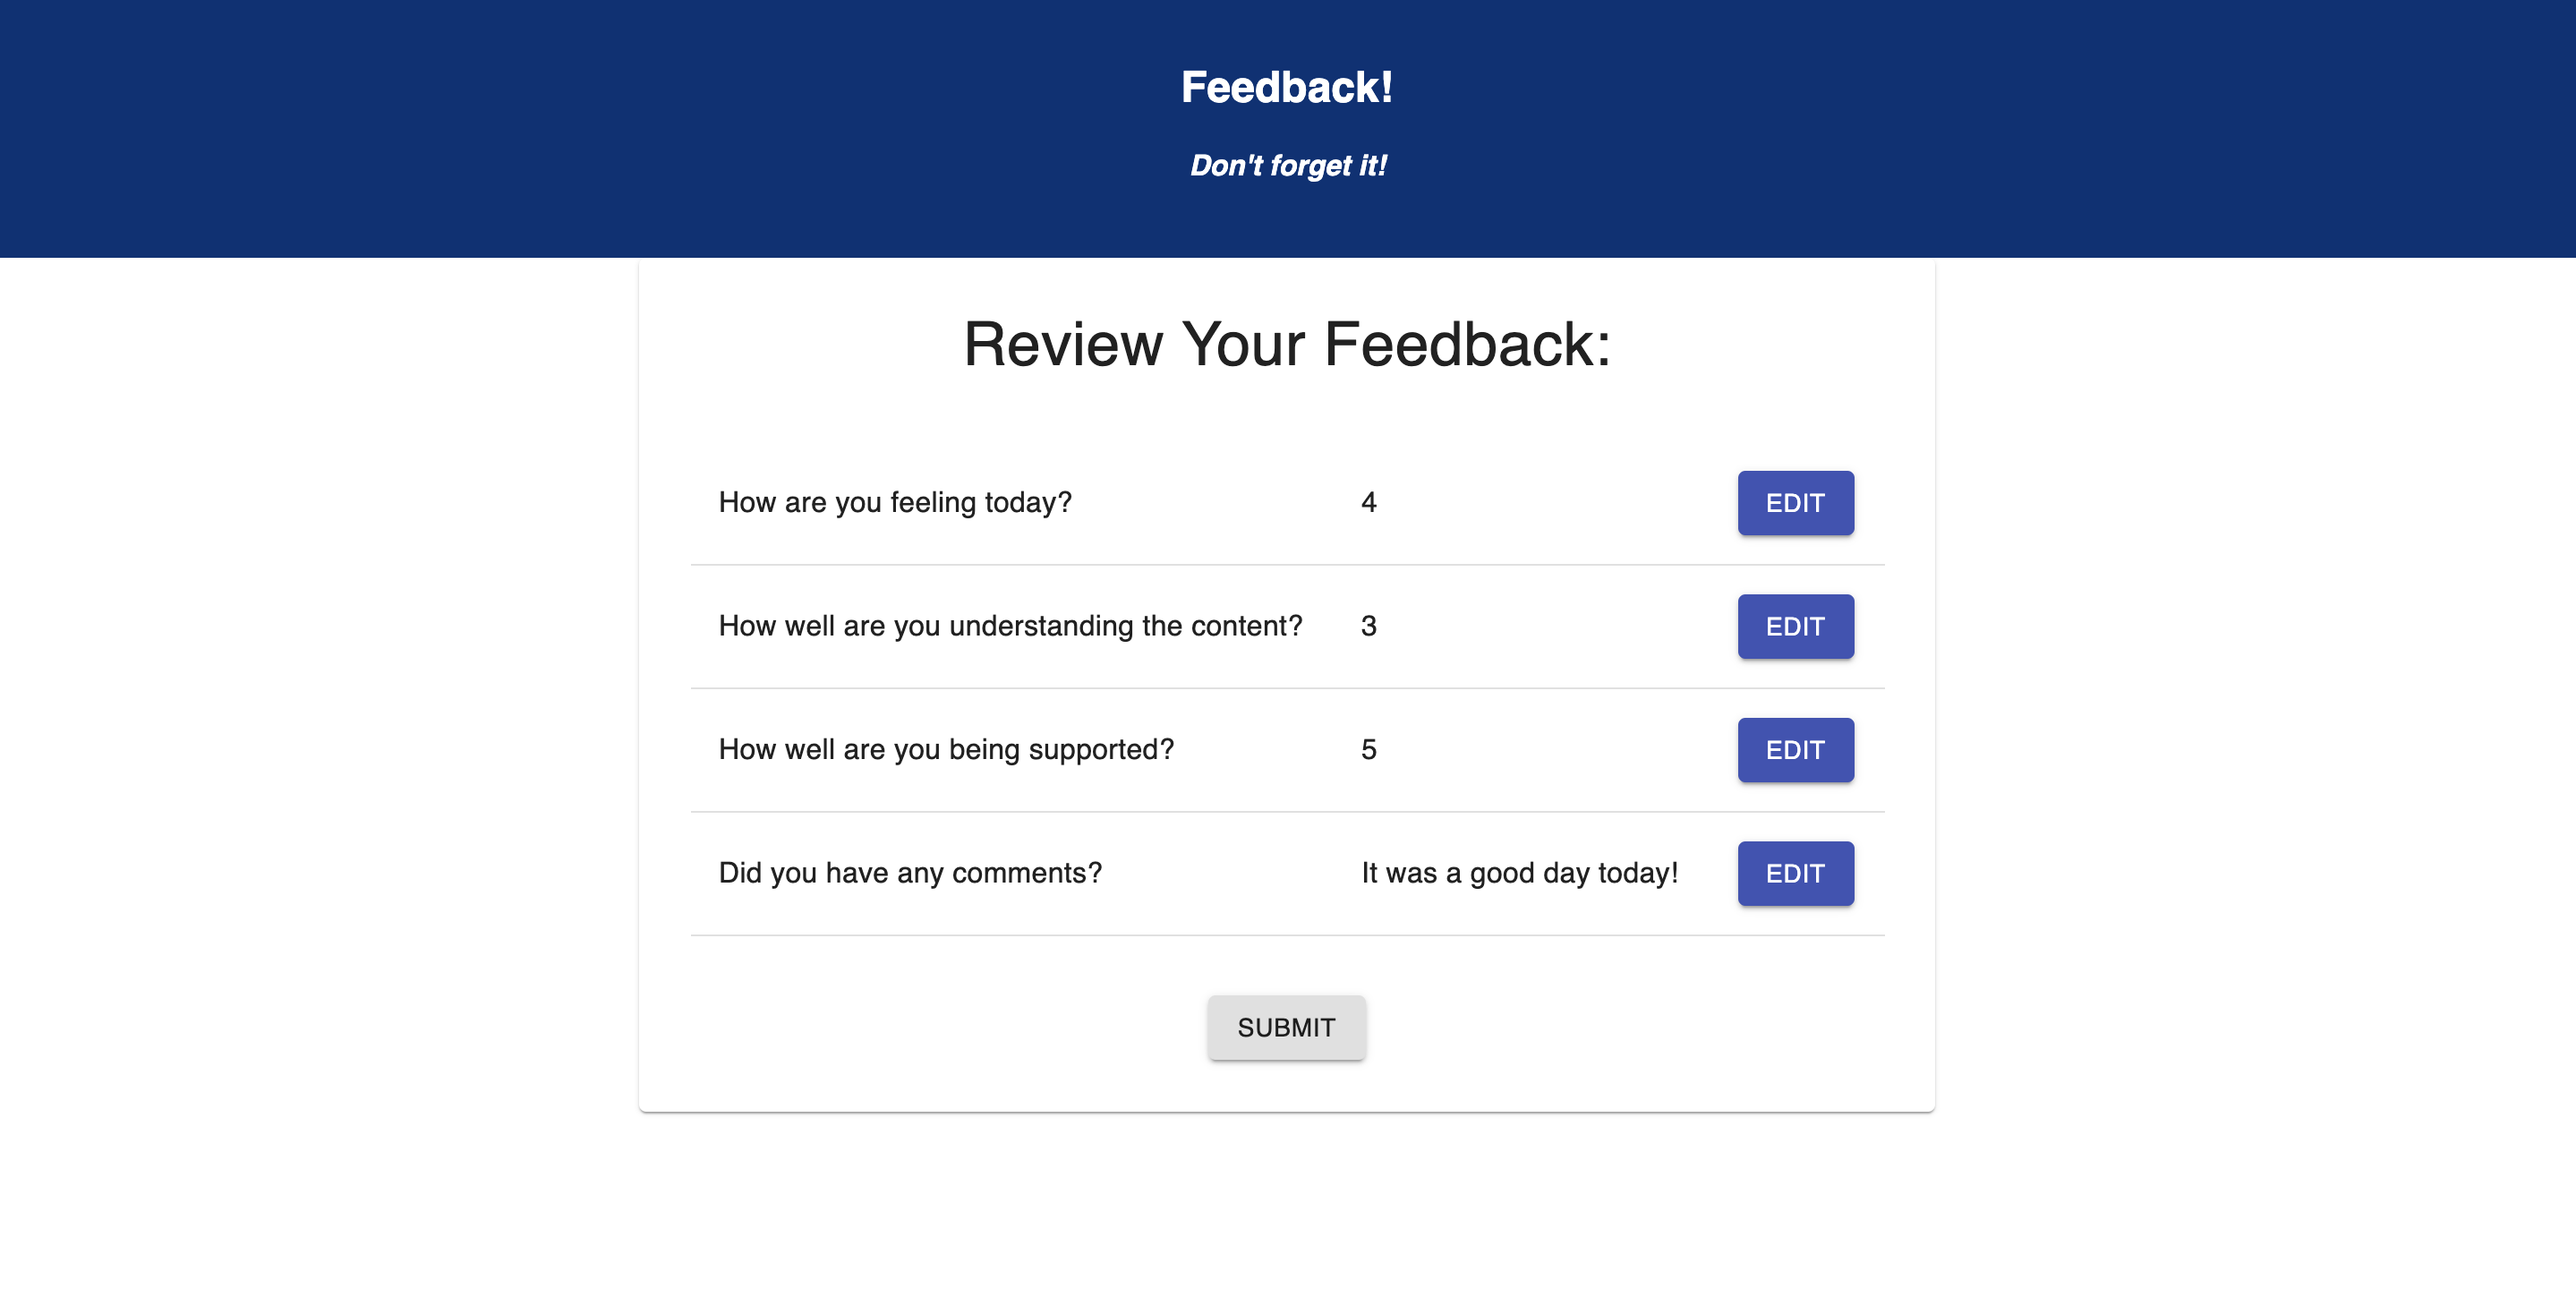 Feedback!
Don't forget it!
Review Your Feedback:
How are you feeling today? 4 EDIT
How well are you understanding the content? 3 EDIT
How well are you being supported? 5 EDIT
Did you have any comments? It was a good day today! EDIT
SUBMIT